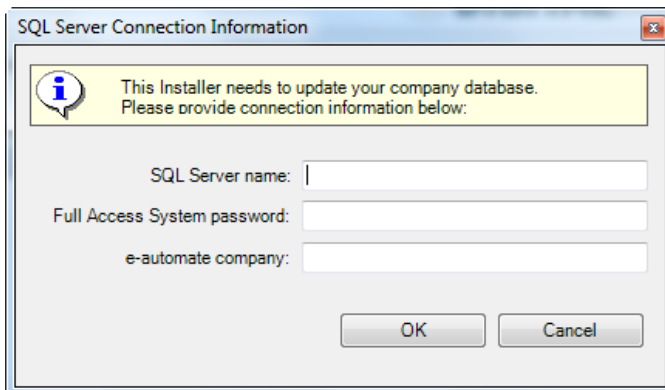 SQL Server Connection Information
This Installer needs to update your company database.
Please provide connection information below:
SQL Server name:
Full Access System password:
e-automate company:
OK Cancel